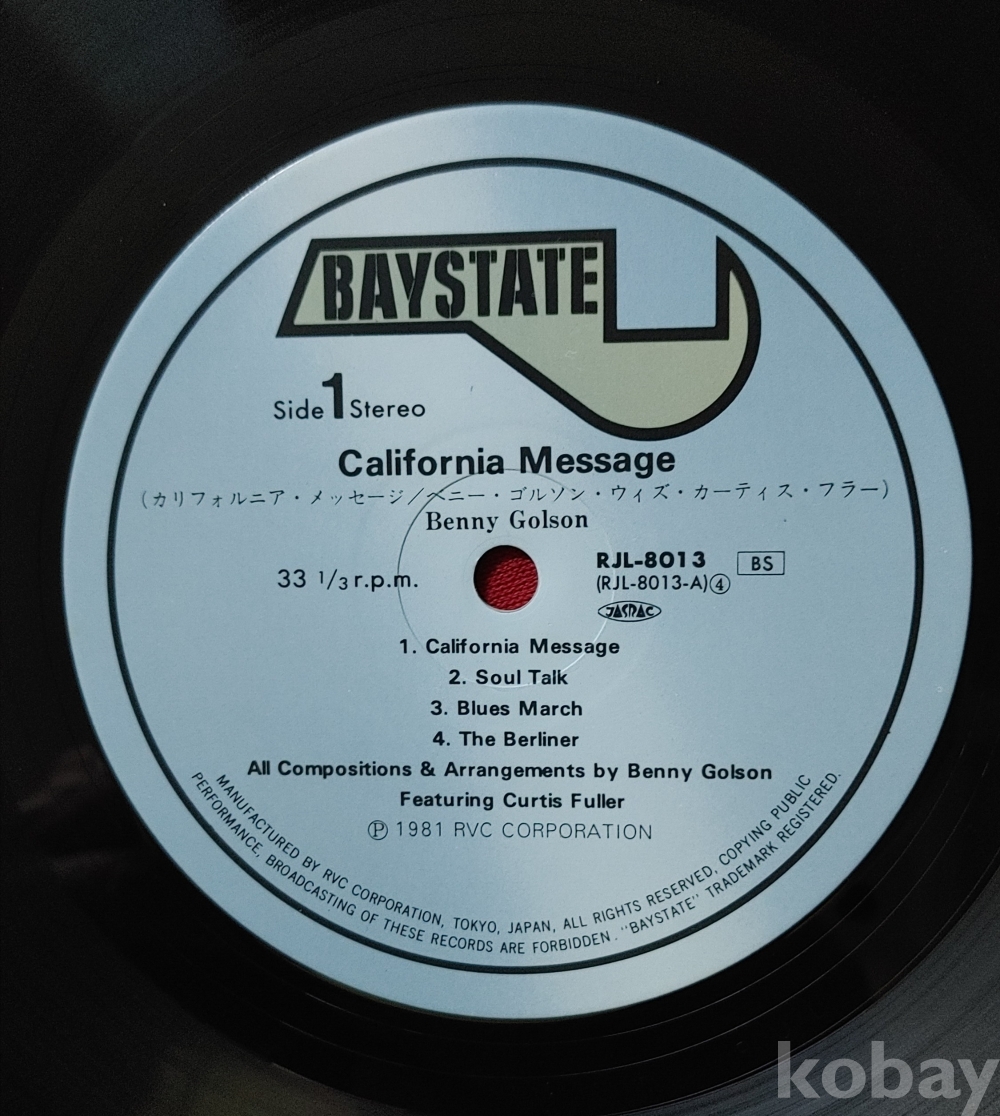 BAYSTATE
Side 1 Stereo
California Message
(カリフォルニア・メッセージ/ベニー・ゴルソン・ウィズ・カーティス・フラー)
Benny Golson
33 1/3 r.p.m.
RJL-8013 BS
(RJL-8013-A)④
JASRAC
1. California Message
2. Soul Talk
3. Blues March
4. The Berliner
All Compositions & Arrangements by Benny Golson
Featuring Curtis Fuller
Ⓟ 1981 RVC CORPORATION
MANUFACTURED BY RVC CORPORATION, TOKYO, JAPAN, ALL RIGHTS RESERVED, COPYING PUBLIC
PERFORMANCE, BROADCASTING OF THESE RECORDS ARE FORBIDDEN. "BAYSTATE" TRADEMARK REGISTERED.
kobay